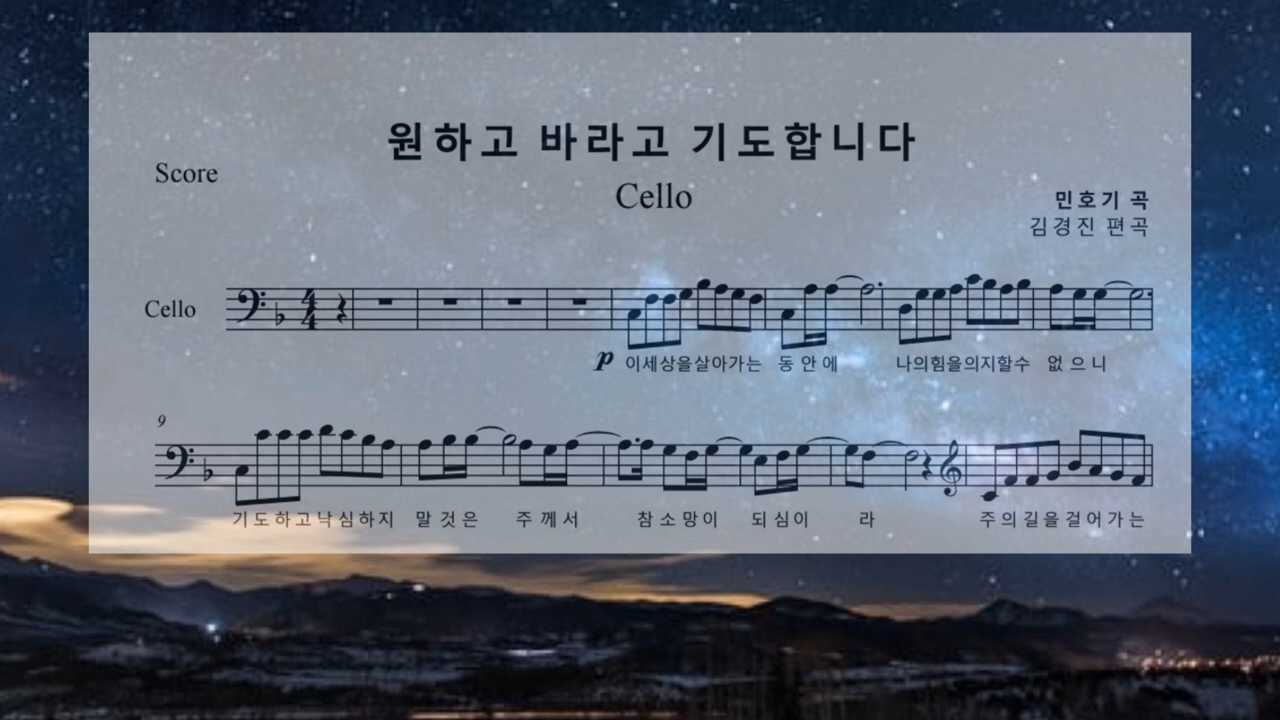 원하고 바라고 기도합니다
Score
Cello
민호기 곡
김경진 편곡
Cello
p 이세상을살아가는 동안에 나의힘을의지할수 없으니
9
기도하고낙심하지 말것은 주께서 참소망이 되심이 라 주의길을걸어가는